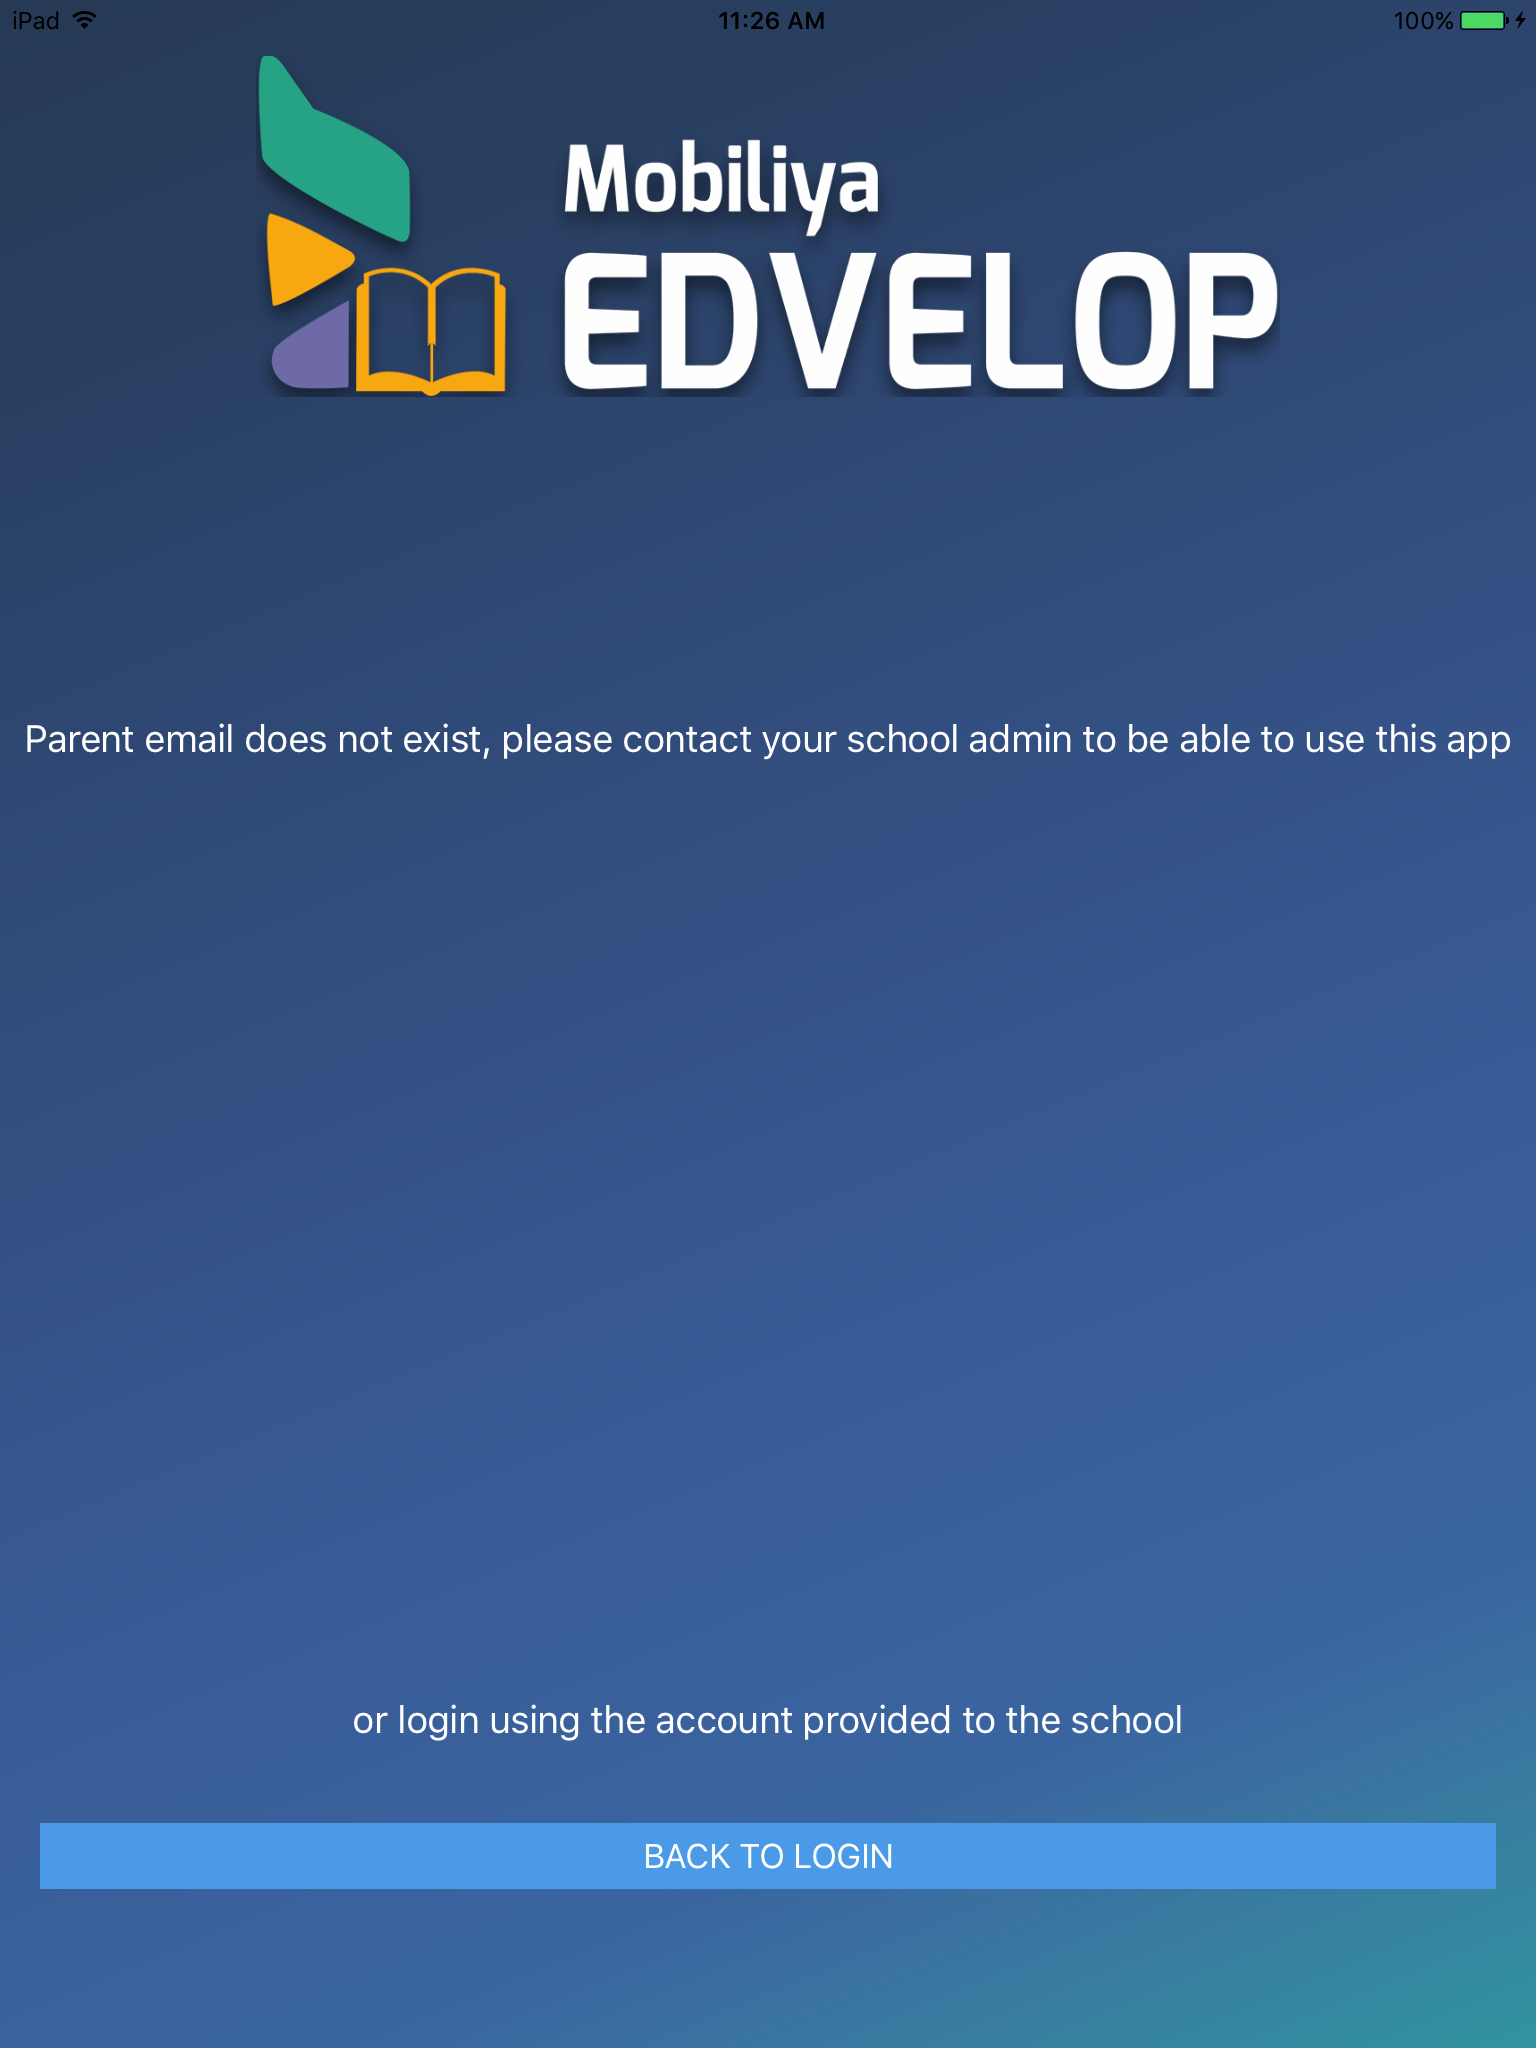 iPad 11:26 AM 100%
Mobiliya
EDVELOP
Parent email does not exist, please contact your school admin to be able to use this app
or login using the account provided to the school
BACK TO LOGIN